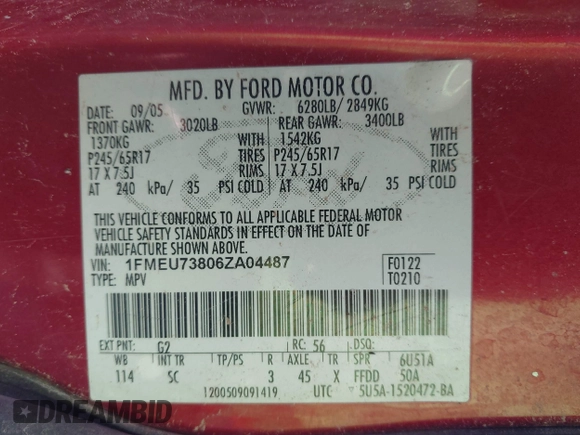 MFD. BY FORD MOTOR CO.
DATE: 09/05 GVWR: 6280LB/2849KG
FRONT GAWR: 3020LB REAR GAWR: 3400LB
1370KG WITH 1542KG WITH
P245/65R17 TIRES P245/65R17 TIRES
17 X 7.5J RIMS 17 X 7.5J RIMS
AT 240 kPa/ 35 PSI COLD AT 240 kPa/ 35 PSI COLD
THIS VEHICLE CONFORMS TO ALL APPLICABLE FEDERAL MOTOR
VEHICLE SAFETY STANDARDS IN EFFECT ON THE DATE OF
MANUFACTURE SHOWN ABOVE.
VIN: 1FMEU73806ZA04487 F0122
TYPE: MPV T0210
EXT PNT: G2 RC: 56 DSQ:
WB INT TR TP/PS R AXLE TR SPR 6U51A
114 SC 3 45 X FFDD 50A
1200509091419 UTC 5U5A-1520472-BA
DREAMBID
Ford